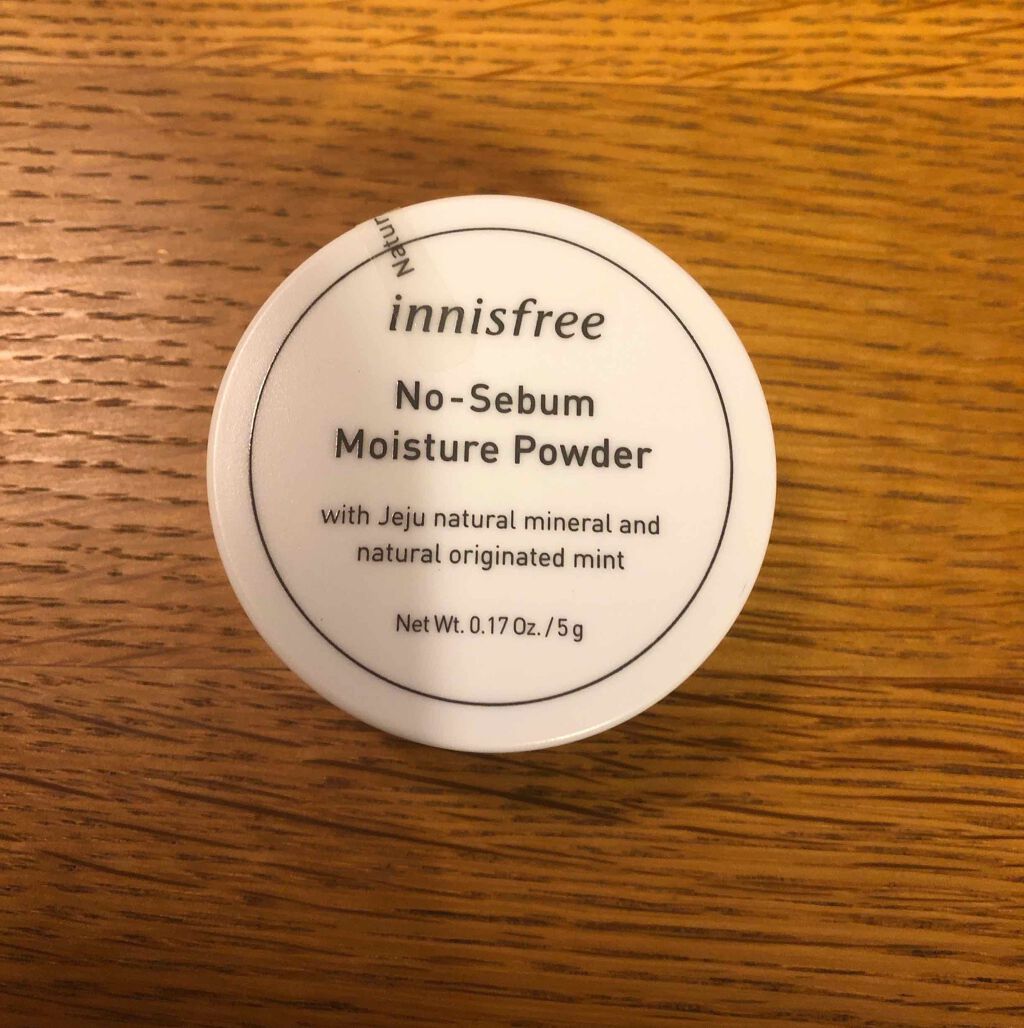 Natur
innisfree
No-Sebum
Moisture Powder
with Jeju natural mineral and
natural originated mint
Net Wt. 0.17 Oz. / 5 g